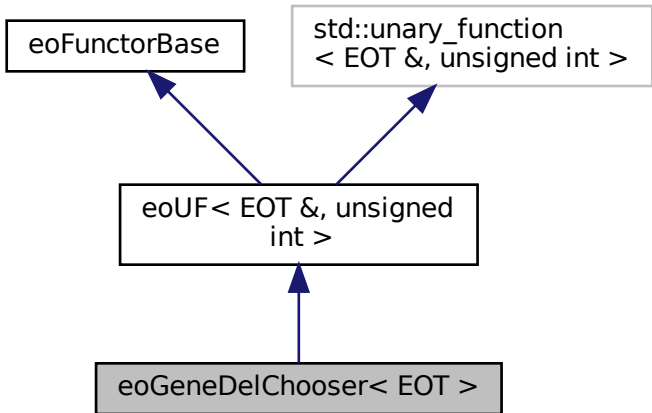 eoFunctorBase
std::unary_function
< EOT &, unsigned int >
eoUF< EOT &, unsigned
int >
eoGeneDelChooser< EOT >